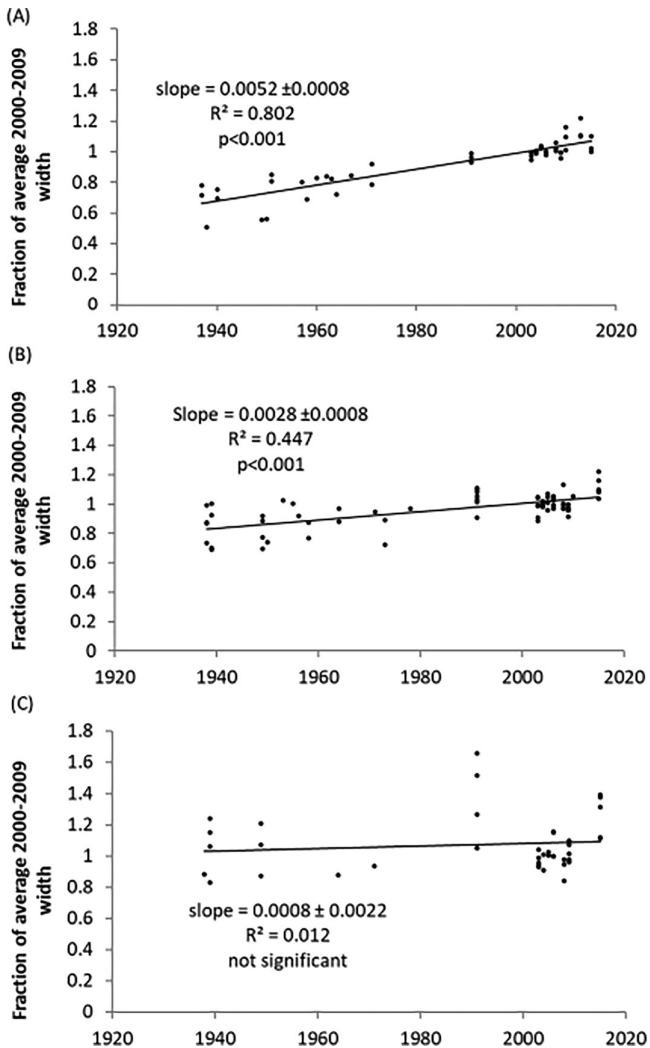 (A)
Fraction of average 2000-2009
width
1.8
1.6
1.4
1.2
1
0.8
0.6
0.4
0.2
0
slope = 0.0052 ±0.0008
R² = 0.802
p<0.001
1920 1940 1960 1980 2000 2020
(B)
Fraction of average 2000-2009
width
1.8
1.6
1.4
1.2
1
0.8
0.6
0.4
0.2
0
Slope = 0.0028 ±0.0008
R² = 0.447
p<0.001
1920 1940 1960 1980 2000 2020
(C)
Fraction of average 2000-2009
width
1.8
1.6
1.4
1.2
1
0.8
0.6
0.4
0.2
0
slope = 0.0008 ± 0.0022
R² = 0.012
not significant
1920 1940 1960 1980 2000 2020